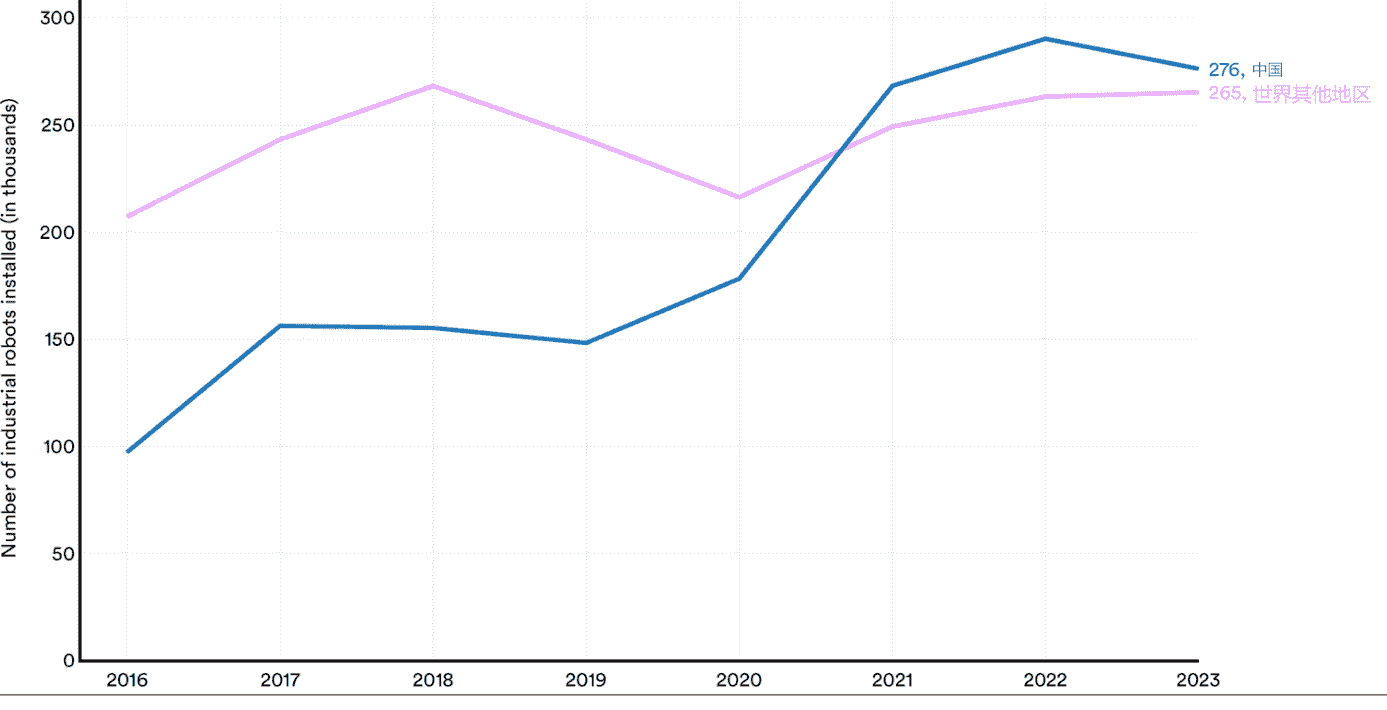 Number of industrial robots installed (in thousands)
300
250
200
150
100
50
0
276, 中国
265, 世界其他地区
2016 2017 2018 2019 2020 2021 2022 2023